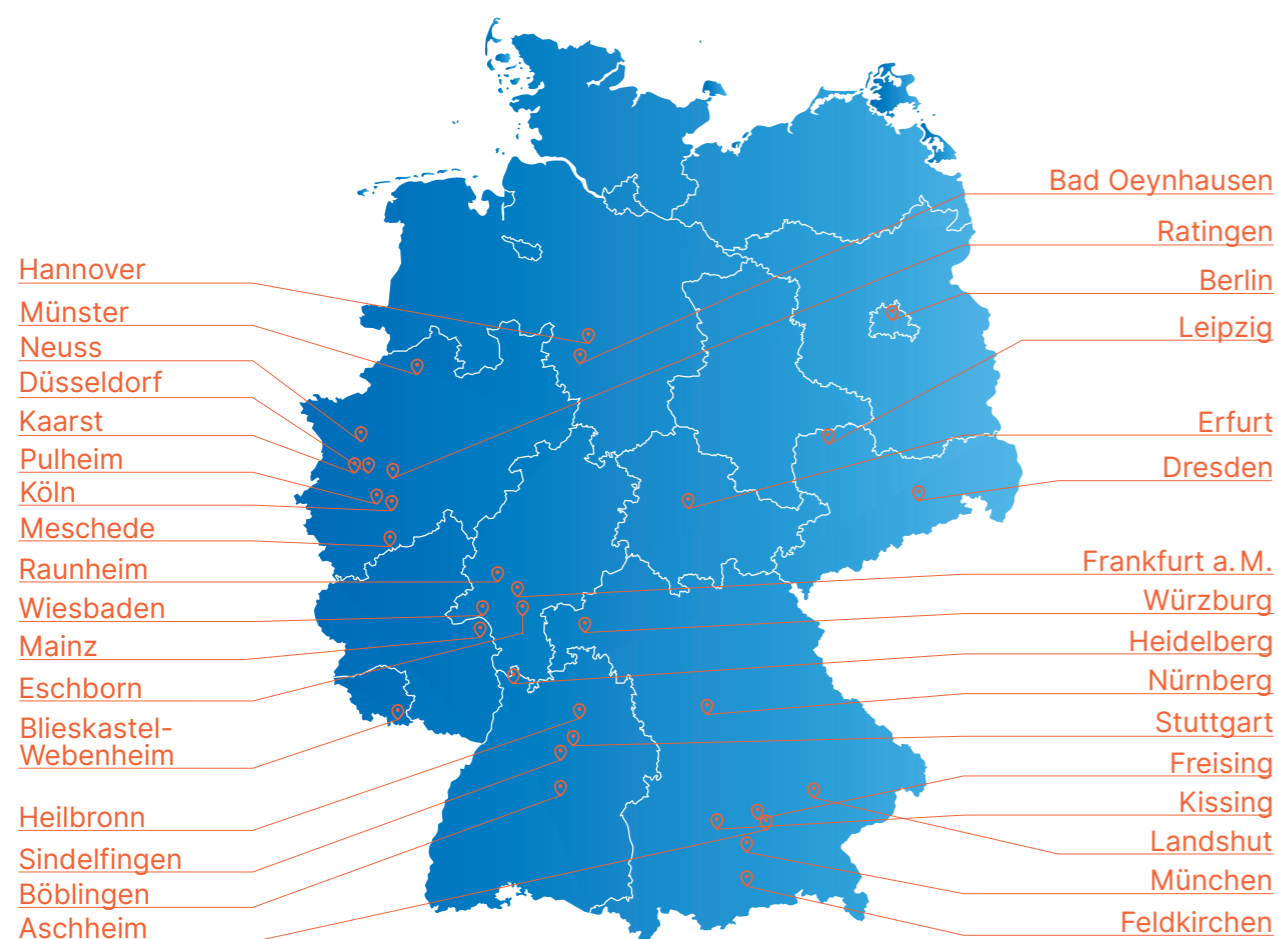 Hannover
Münster
Neuss
Düsseldorf
Kaarst
Pulheim
Köln
Meschede
Raunheim
Wiesbaden
Mainz
Eschborn
Blieskastel-
Webenheim
Heilbronn
Sindelfingen
Böblingen
Aschheim
Bad Oeynhausen
Ratingen
Berlin
Leipzig
Erfurt
Dresden
Frankfurt a. M.
Würzburg
Heidelberg
Nürnberg
Stuttgart
Freising
Kissing
Landshut
München
Feldkirchen